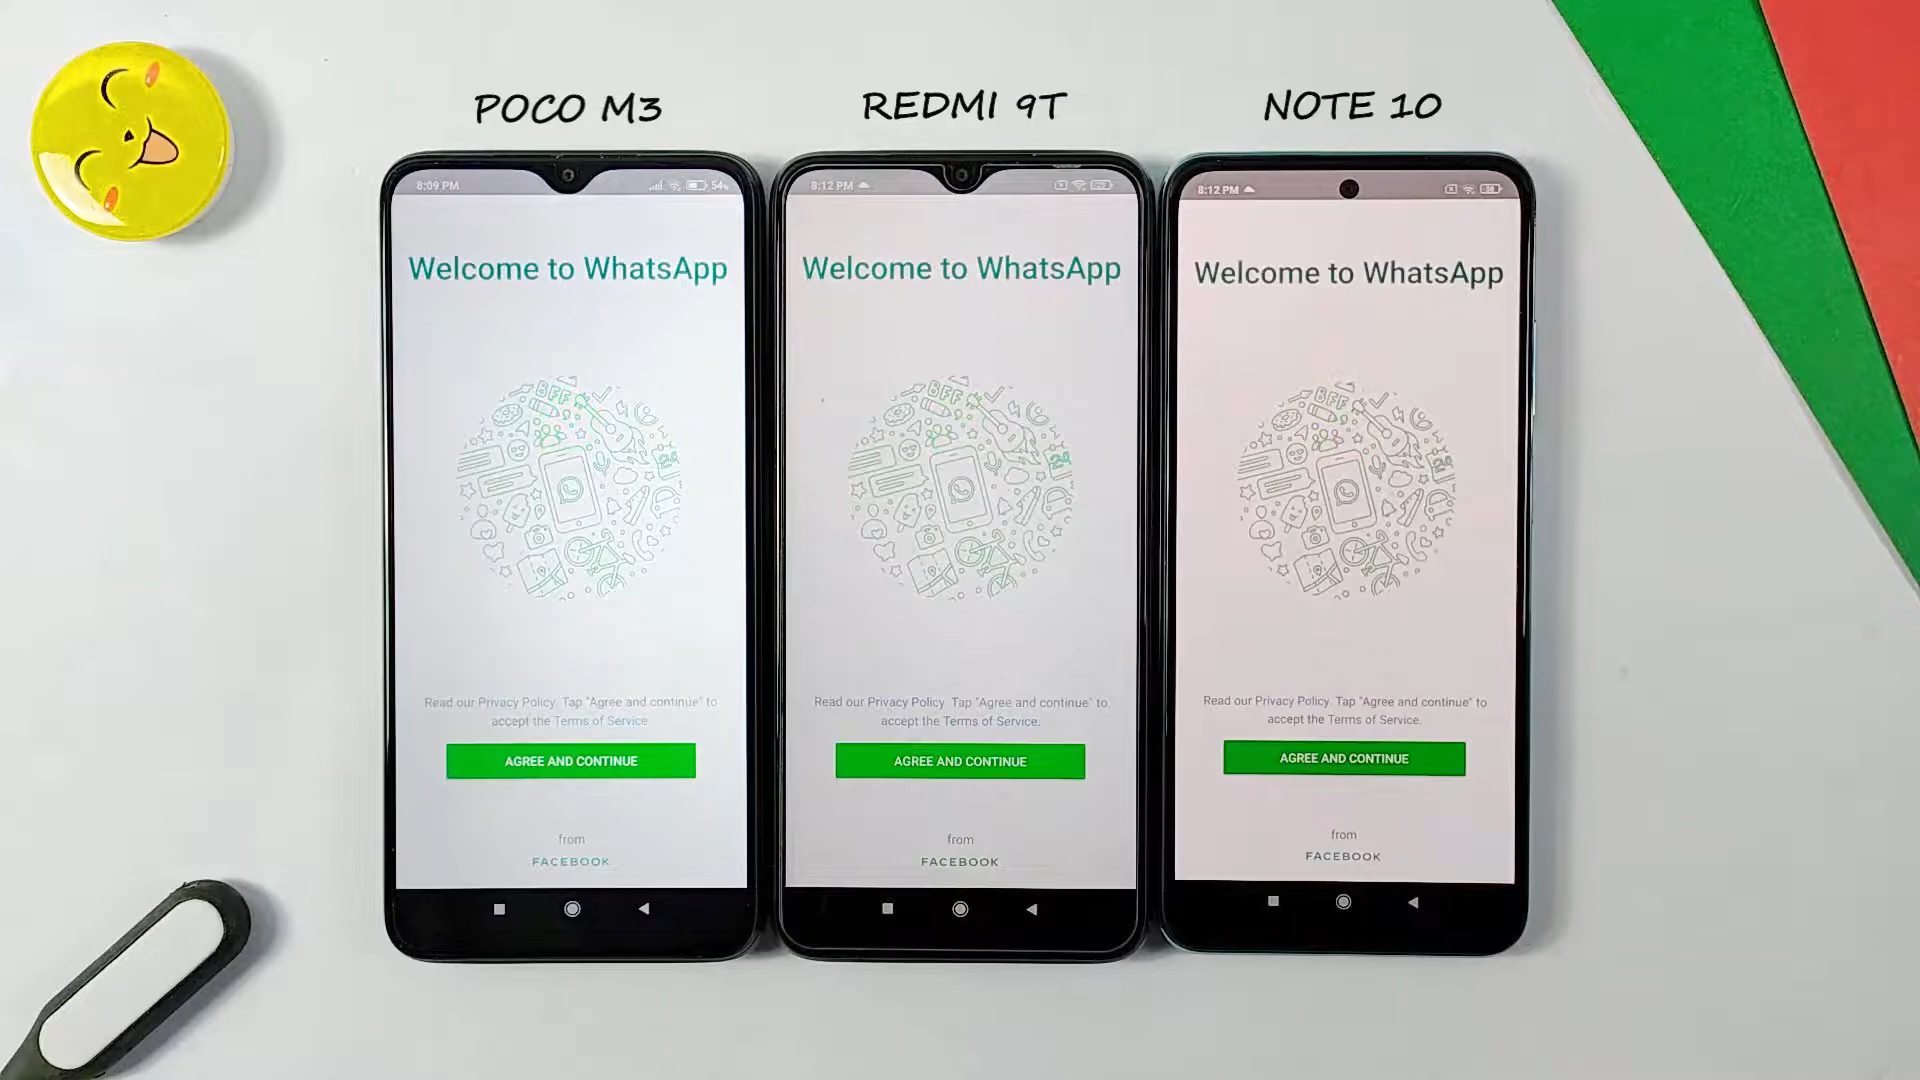 POCO M3
REDMI 9T
NOTE 10
8:09 PM
54%
Welcome to WhatsApp
BFF
Read our Privacy Policy. Tap "Agree and continue" to
accept the Terms of Service.
AGREE AND CONTINUE
from
FACEBOOK
8:12 PM
Welcome to WhatsApp
BFF
Read our Privacy Policy. Tap "Agree and continue" to
accept the Terms of Service.
AGREE AND CONTINUE
from
FACEBOOK
8:12 PM
Welcome to WhatsApp
BFF
Read our Privacy Policy. Tap "Agree and continue" to
accept the Terms of Service.
AGREE AND CONTINUE
from
FACEBOOK